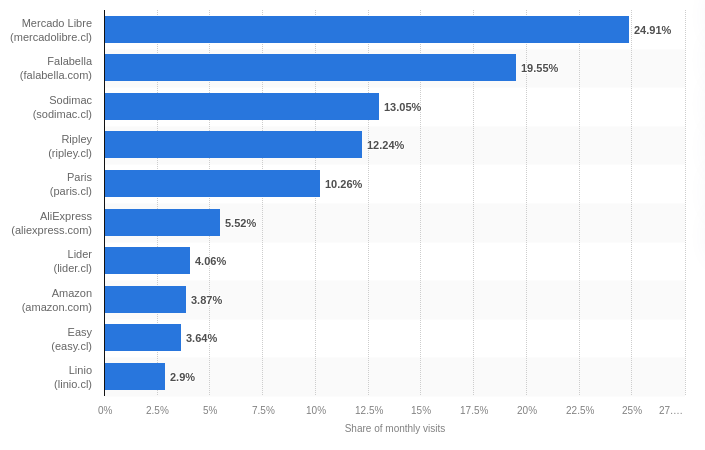 Mercado Libre
(mercadolibre.cl)
24.91%
Falabella
(falabella.com)
19.55%
Sodimac
(sodimac.cl)
13.05%
Ripley
(ripley.cl)
12.24%
Paris
(paris.cl)
10.26%
AliExpress
(aliexpress.com)
5.52%
Lider
(lider.cl)
4.06%
Amazon
(amazon.com)
3.87%
Easy
(easy.cl)
3.64%
Linio
(linio.cl)
2.9%
0% 2.5% 5% 7.5% 10% 12.5% 15% 17.5% 20% 22.5% 25% 27.…
Share of monthly visits